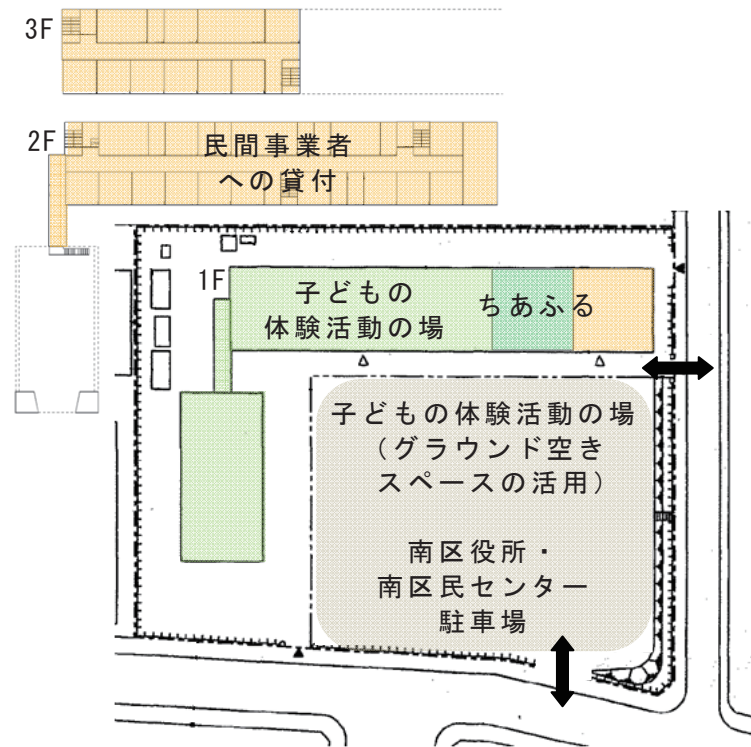 3F
2F
民間事業者
への貸付
1F
子どもの
体験活動の場
ちあふる
子どもの体験活動の場
(グラウンド空き
スペースの活用)
南区役所・
南区民センター
駐車場